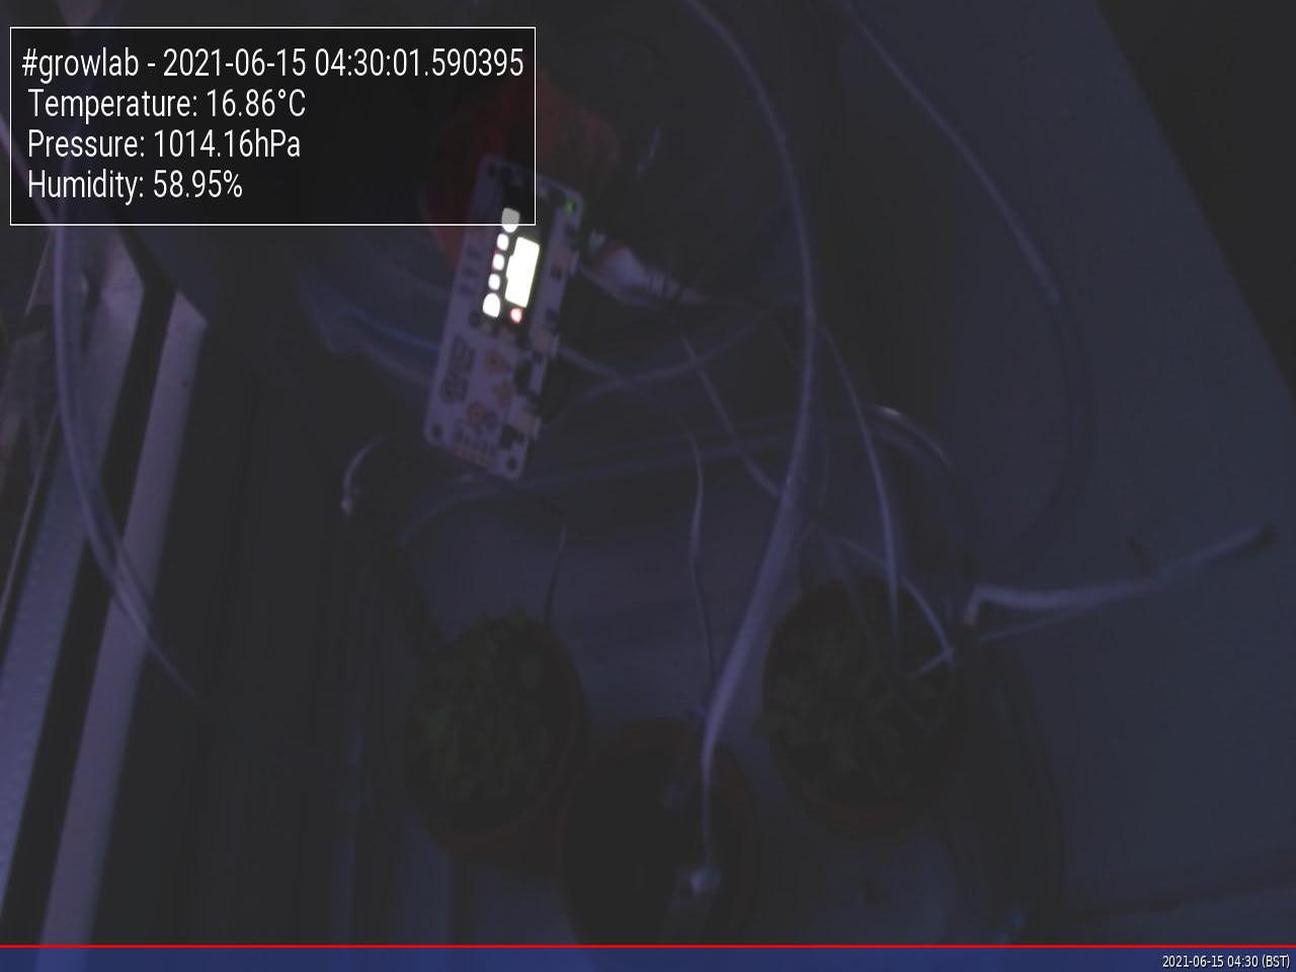 #growlab - 2021-06-15 04:30:01.590395
Temperature: 16.86°C
Pressure: 1014.16hPa
Humidity: 58.95%
2021-06-15 04:30 (BST)